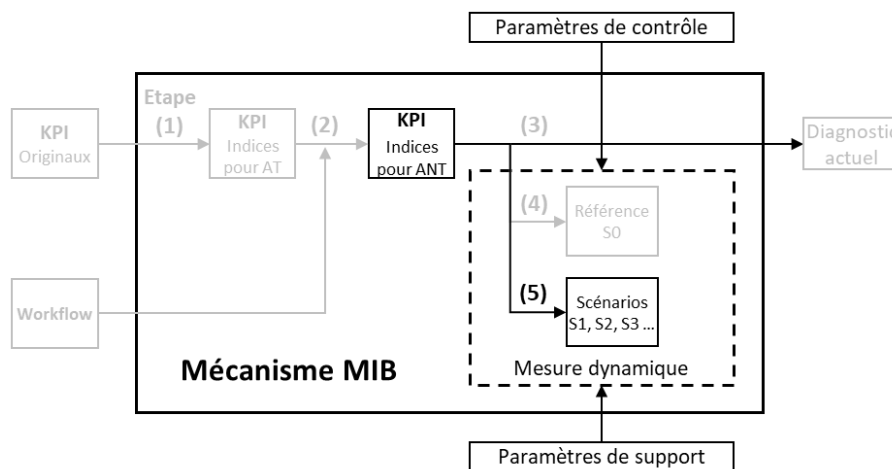 Paramètres de contrôle
Etape
KPI
Originaux
(1)
KPI
Indices
pour AT
(2)
KPI
Indices
pour ANT
(3)
Diagnostic
actuel
(4)
Référence
S0
Workflow
(5)
Scénarios
S1, S2, S3 ...
Mécanisme MIB
Mesure dynamique
Paramètres de support